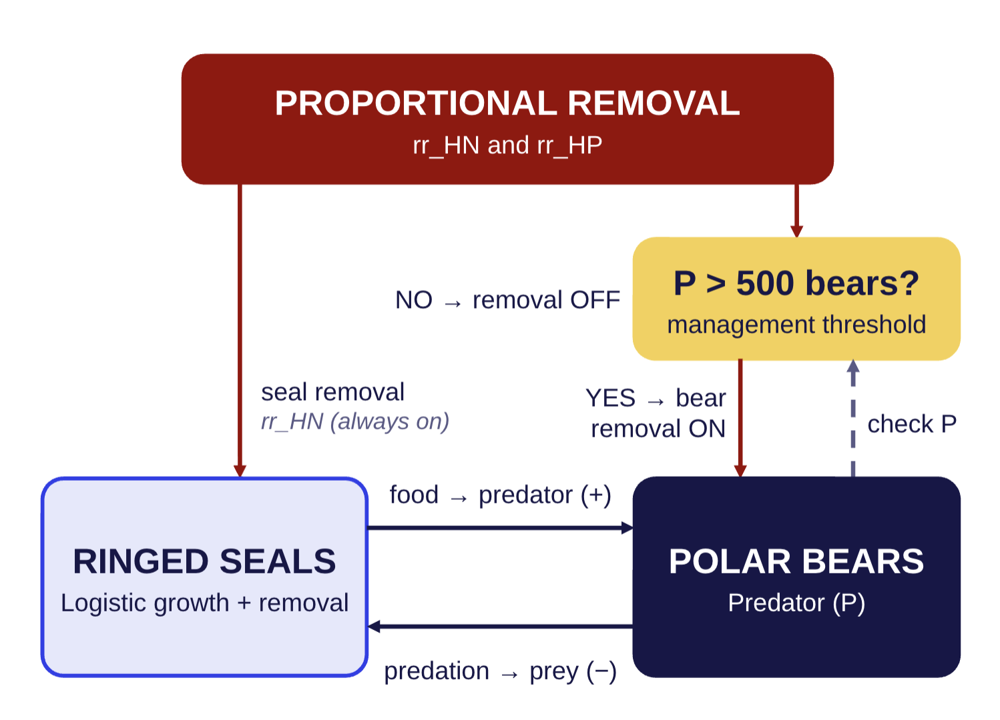 PROPORTIONAL REMOVAL
rr_HN and rr_HP
P > 500 bears?
management threshold
NO → removal OFF
seal removal
rr_HN (always on)
YES → bear
removal ON
check P
food → predator (+)
RINGED SEALS
Logistic growth + removal
POLAR BEARS
Predator (P)
predation → prey (−)